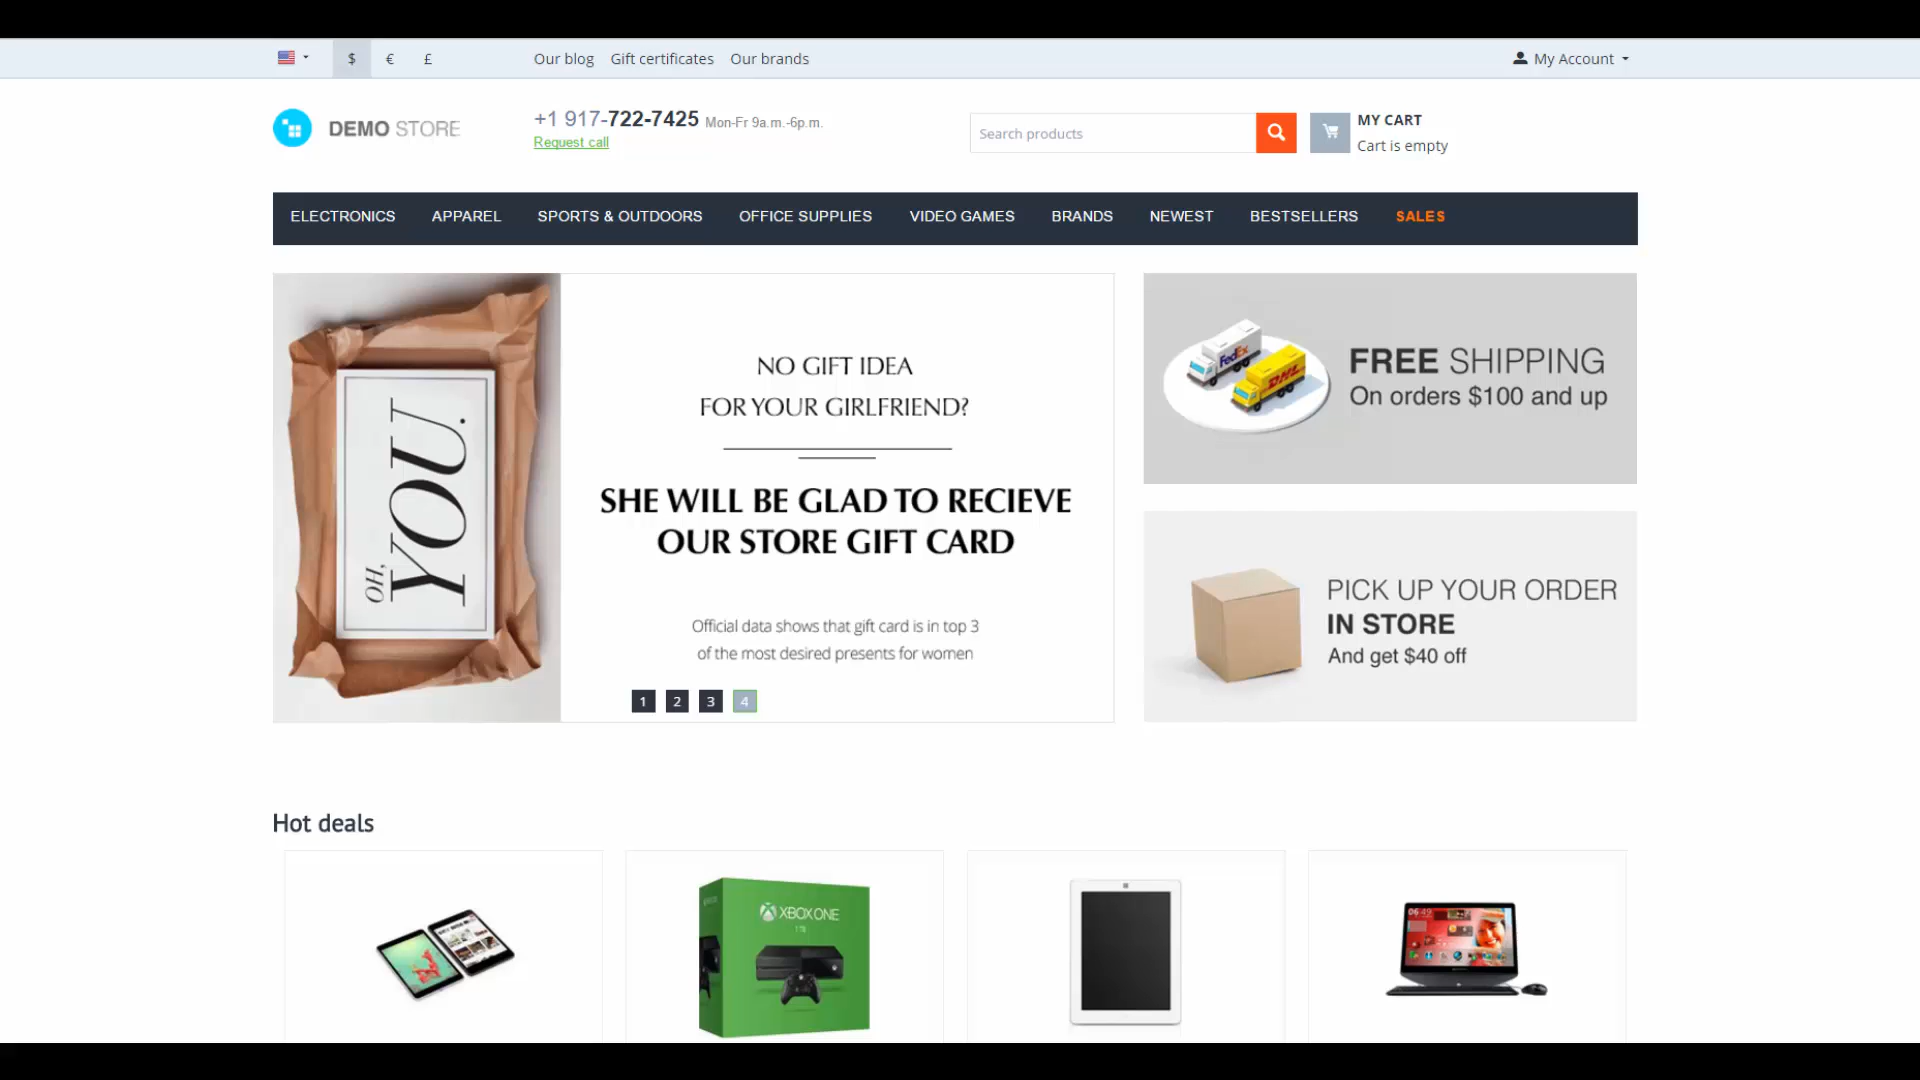 $ € £ Our blog Gift certificates Our brands My Account
DEMO STORE
+1 917-722-7425 Mon-Fr 9a.m.-6p.m.
Request call
Search products
MY CART
Cart is empty
ELECTRONICS APPAREL SPORTS & OUTDOORS OFFICE SUPPLIES VIDEO GAMES BRANDS NEWEST BESTSELLERS SALES
OH,
YOU.
NO GIFT IDEA
FOR YOUR GIRLFRIEND?
SHE WILL BE GLAD TO RECIEVE
OUR STORE GIFT CARD
Official data shows that gift card is in top 3
of the most desired presents for women
1 2 3 4
FedEx
DHL
FREE SHIPPING
On orders $100 and up
PICK UP YOUR ORDER
IN STORE
And get $40 off
Hot deals
XBOX ONE
1TB
06:49